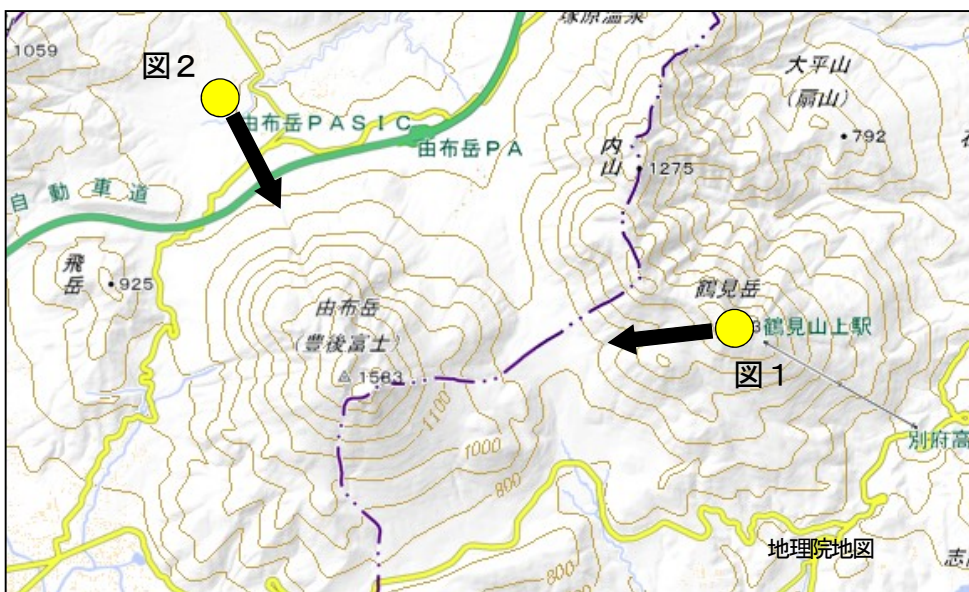 塚原温泉
1059
図２
大平山
(扇山)
由布岳ＰＡＳＩＣ
由布岳ＰＡ
792
内山
1275
自動車道
飛岳
925
鶴見岳
由布岳
(豊後富士)
鶴見山上駅
1583
図１
1100
1000
別府高
800
地理院地図
志
800
800